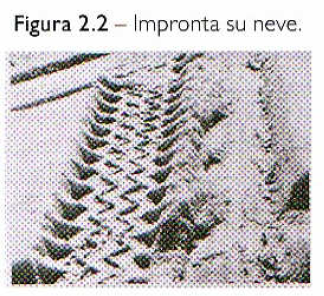 Figura 2.2 – Impronta su neve.